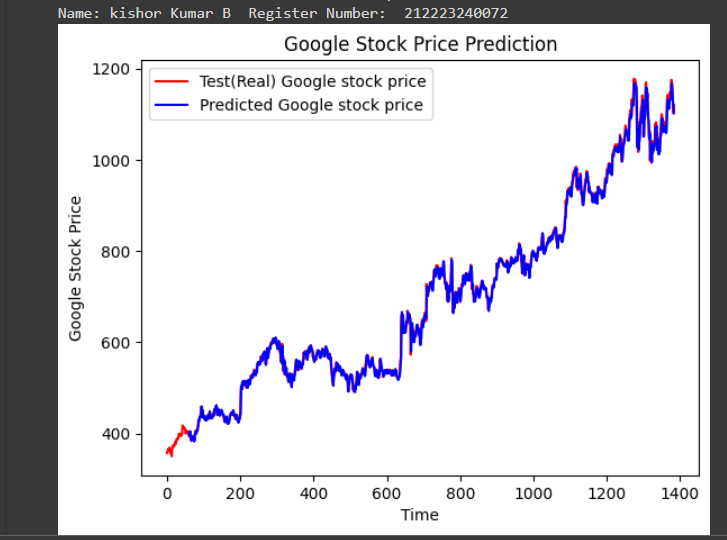 Name: kishor Kumar B  Register Number:  212223240072
Google Stock Price Prediction
Test(Real) Google stock price
Predicted Google stock price
1200
1000
800
600
400
Google Stock Price
0 200 400 600 800 1000 1200 1400
Time